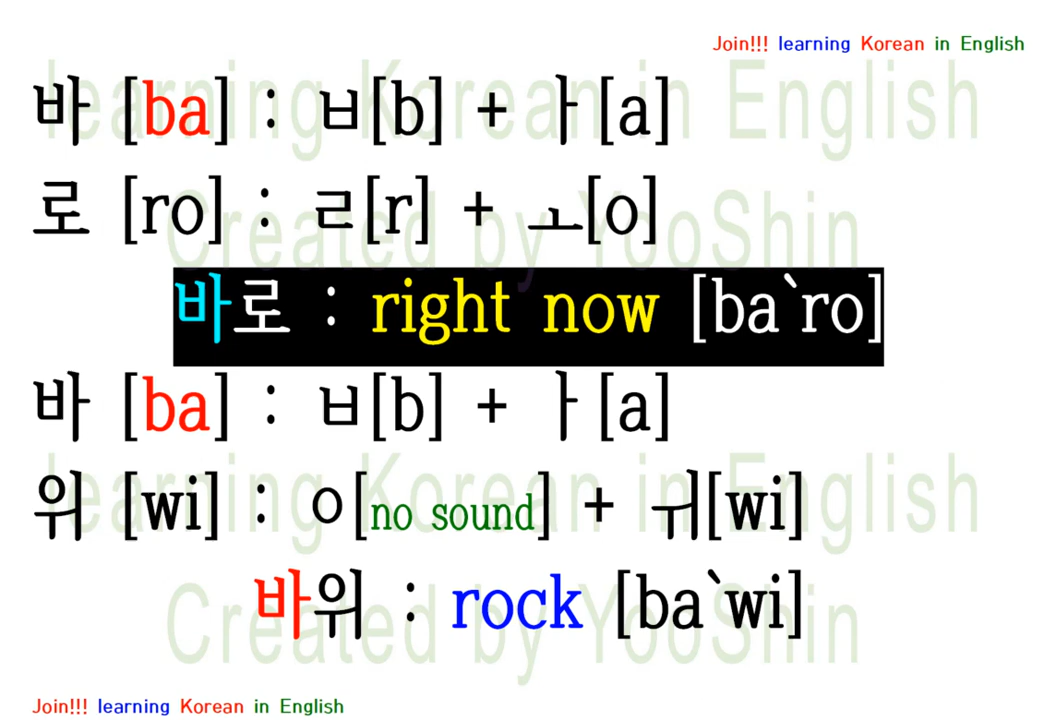 Join!!! learning Korean in English
바 [ba] : ㅂ[b] + ㅏ[a]
로 [ro] : ㄹ[r] + ㅗ[o]
바로 : right now [ba`ro]
바 [ba] : ㅂ[b] + ㅏ[a]
위 [wi] : ㅇ[no sound] + ㅟ[wi]
바위 : rock [ba`wi]
Join!!! learning Korean in English
learning Korean in English
Created by YooShin
learning Korean in English
Created by YooShin